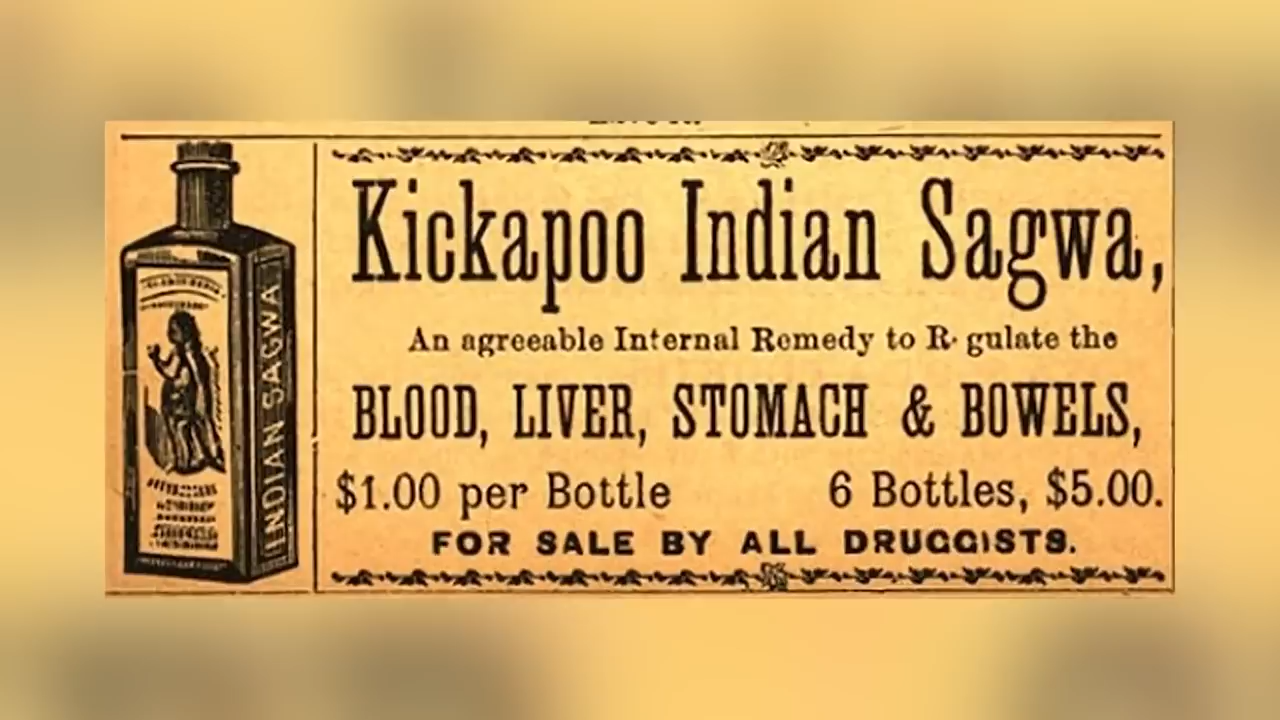 Kickapoo Indian Sagwa,
An agreeable Internal Remedy to R gulate the
BLOOD, LIVER, STOMACH & BOWELS,
$1.00 per Bottle 6 Bottles, $5.00.
FOR SALE BY ALL DRUGGISTS.
INDIAN SAGWA